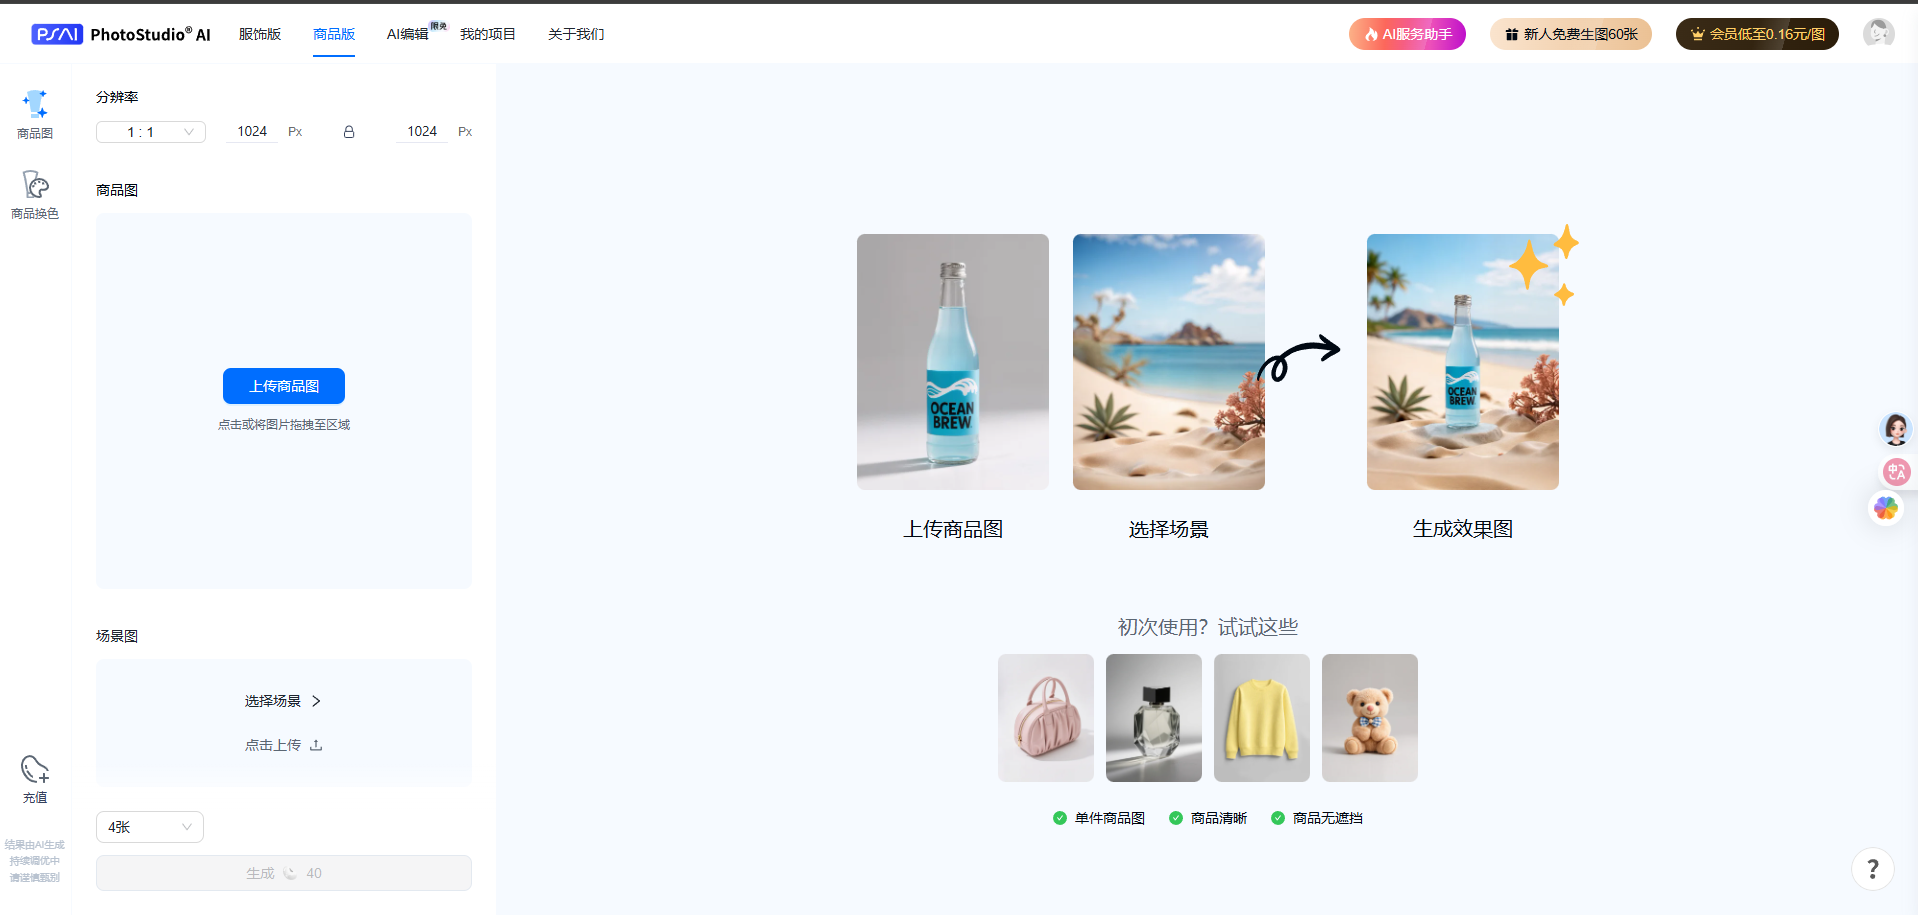 PSAI PhotoStudio® AI
服饰版
商品版
AI编辑
限免
我的项目
关于我们
AI服务助手
新人免费生图60张
会员低至0.16元/图
商品图
商品换色
充值
结果由AI生成
持续调优中
请谨慎甄别
分辨率
1 : 1
1024 Px
1024 Px
商品图
上传商品图
点击或将图片拖拽至区域
场景图
选择场景
点击上传
4张
生成 40
OCEAN
BREW
OCEAN
BREW
上传商品图
选择场景
生成效果图
初次使用？试试这些
单件商品图
商品清晰
商品无遮挡
中A
?